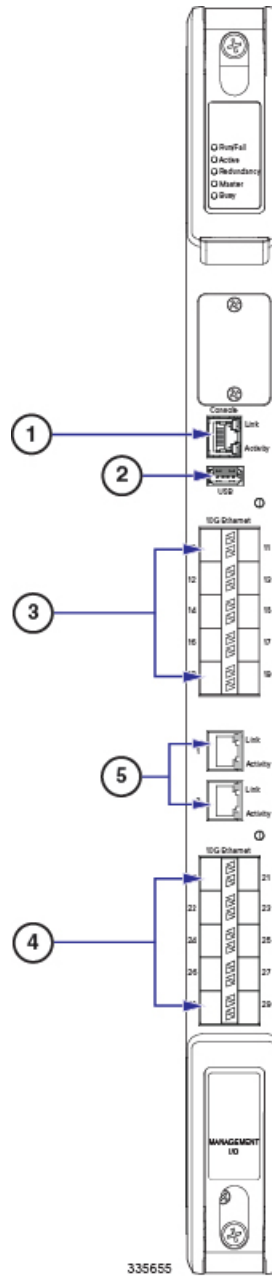 Run/Fail
Active
Redundancy
Master
Busy
Console
1
Link
Activity
2
USB
10G Ethernet
11
12
13
3
14
15
16
17
19
Link
5
Activity
Link
Activity
10G Ethernet
21
22
23
4
24
25
26
27
29
MANAGEMENT
I/O
335655